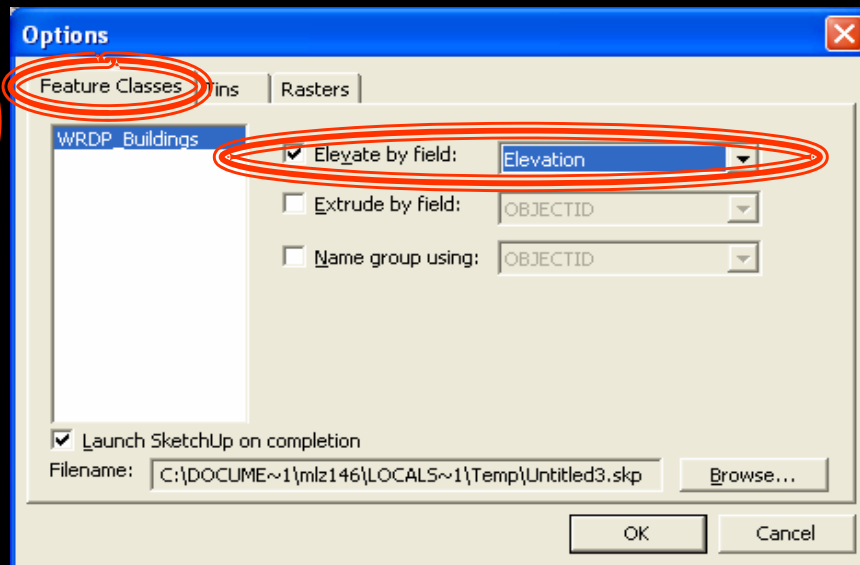 Options
Feature Classes Tins Rasters
WRDP_Buildings
Elevate by field: Elevation
Extrude by field: OBJECTID
Name group using: OBJECTID
Launch SketchUp on completion
Filename: C:\DOCUME~1\mlz146\LOCALS~1\Temp\Untitled3.skp Browse...
OK Cancel